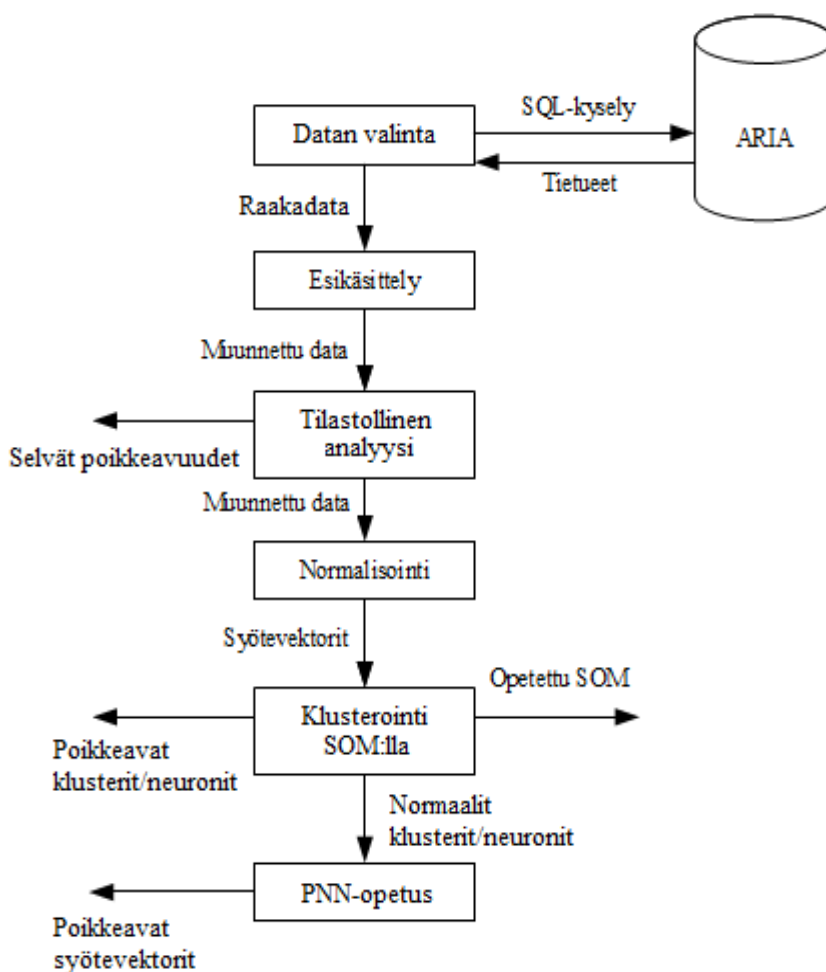 SQL-kysely
Datan valinta
ARIA
Tietueet
Raakadata
Esikäsittely
Muunnettu data
Tilastollinen
analyysi
Selvät poikkeavuudet
Muunnettu data
Normalisointi
Syötevektorit
Opetettu SOM
Klusterointi
SOM:lla
Poikkeavat
klusterit/neuronit
Normaalit
klusterit/neuronit
PNN-opetus
Poikkeavat
syötevektorit